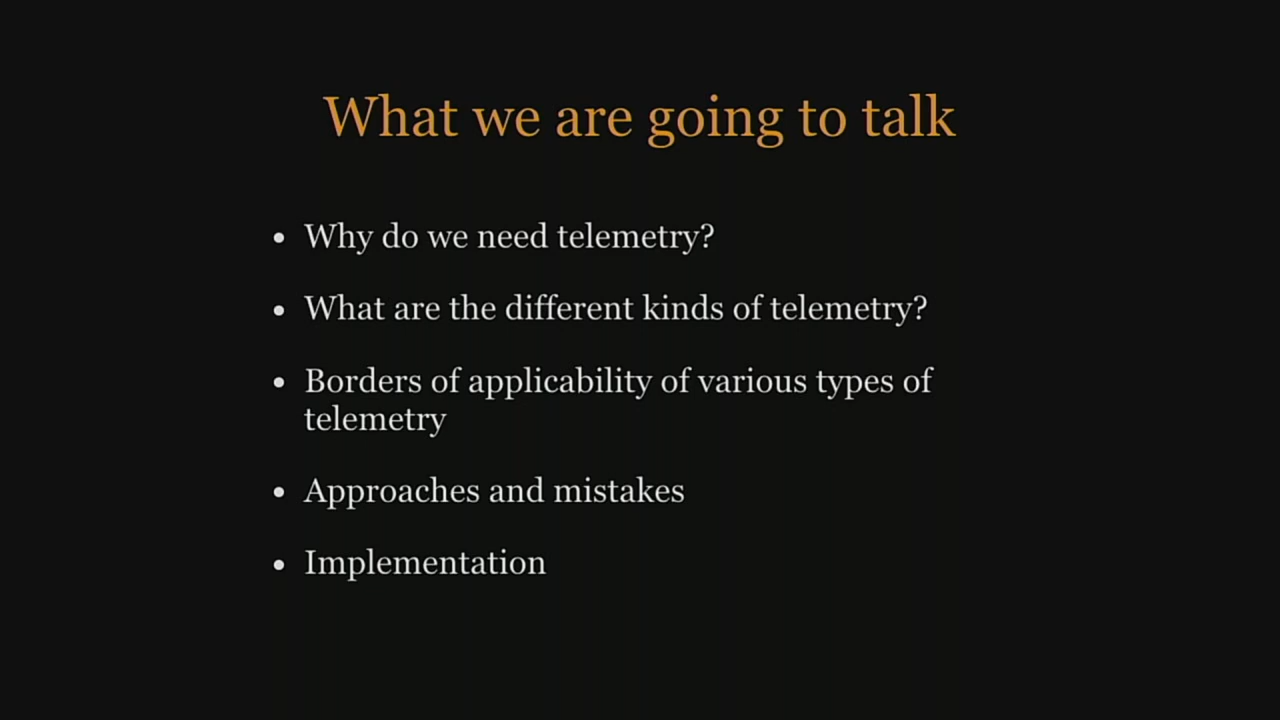 What we are going to talk
• Why do we need telemetry?
• What are the different kinds of telemetry?
• Borders of applicability of various types of
telemetry
• Approaches and mistakes
• Implementation